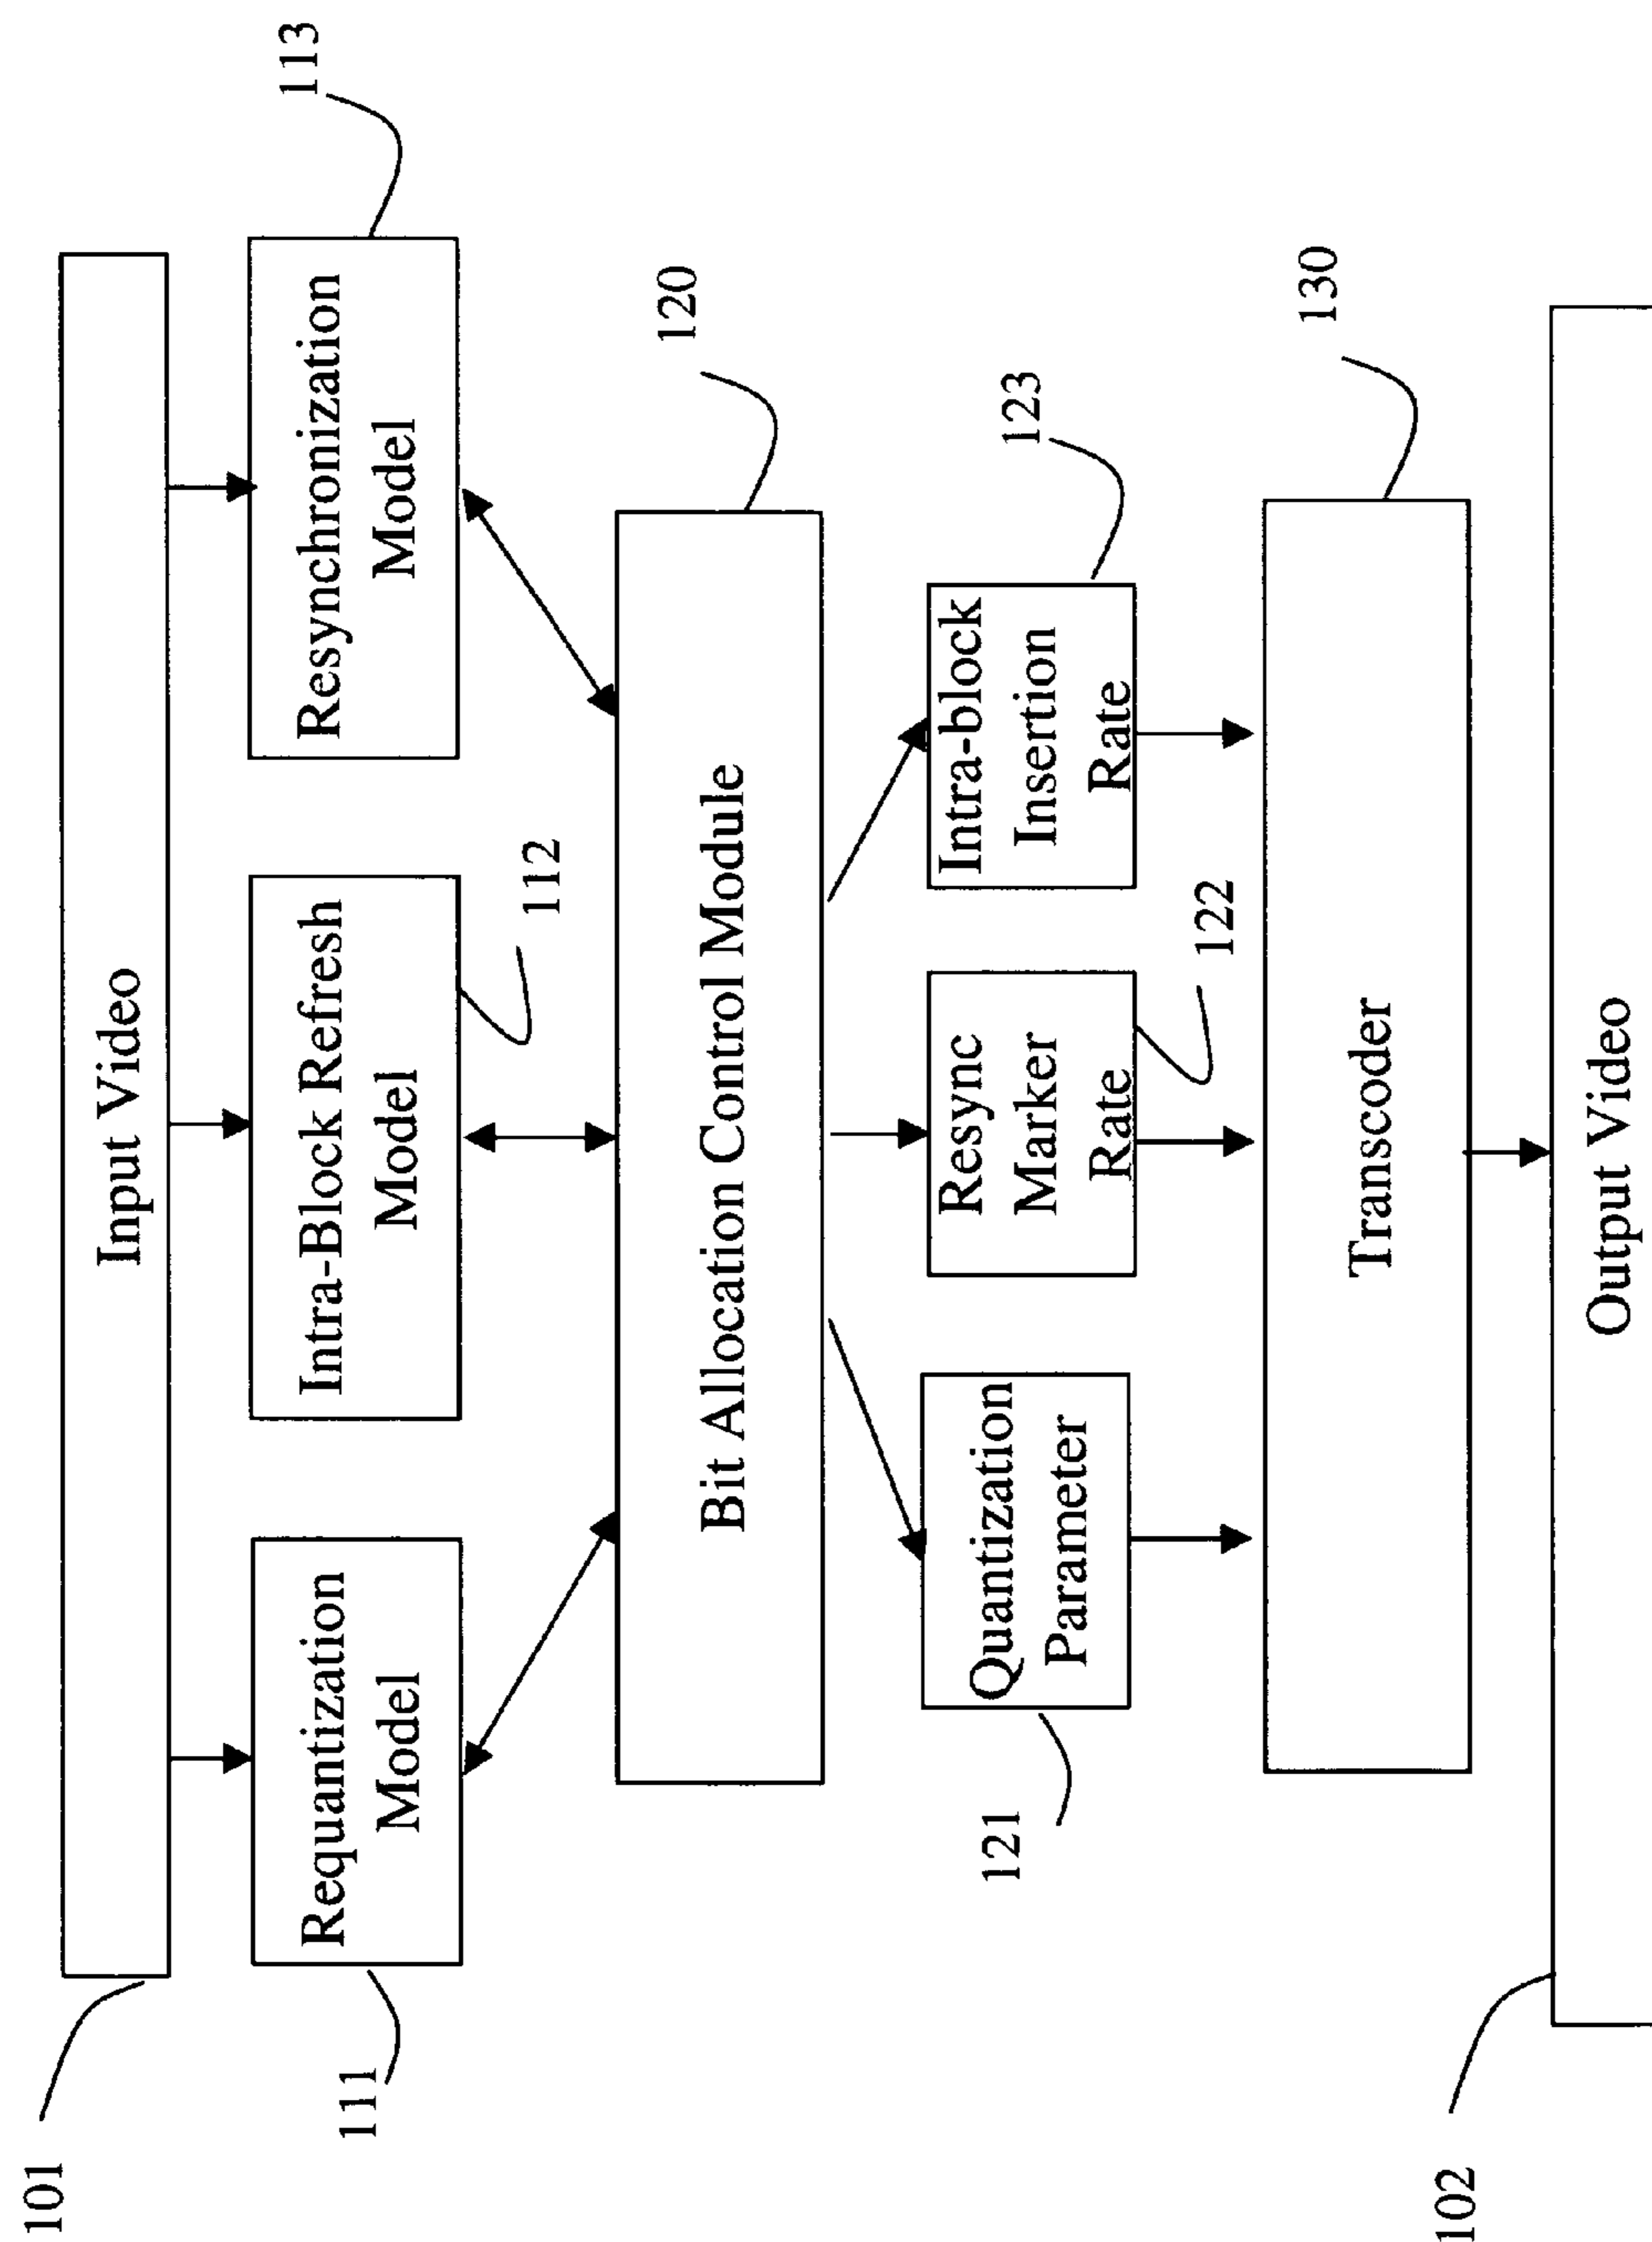 101
Input Video
111
Requantization
Model
Intra-Block Refresh
Model
112
Resynchronization
Model
113
Bit Allocation Control Module
120
121
Quantization
Parameter
Resync
Marker
Rate
122
Intra-block
Insertion
Rate
123
Transcoder
130
102
Output Video